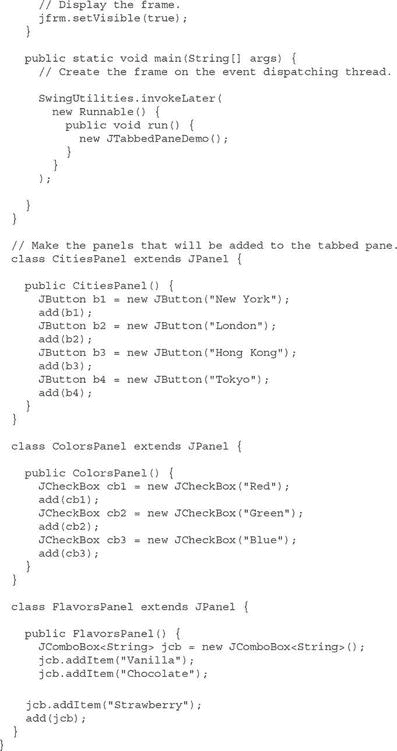 // Display the frame.
jfrm.setVisible(true);
}
public static void main(String[] args) {
// Create the frame on the event dispatching thread.
SwingUtilities.invokeLater(
new Runnable() {
public void run() {
new JTabbedPaneDemo();
}
}
);
}
}
// Make the panels that will be added to the tabbed pane.
class CitiesPanel extends JPanel {
public CitiesPanel() {
JButton b1 = new JButton("New York");
add(b1);
JButton b2 = new JButton("London");
add(b2);
JButton b3 = new JButton("Hong Kong");
add(b3);
JButton b4 = new JButton("Tokyo");
add(b4);
}
}
class ColorsPanel extends JPanel {
public ColorsPanel() {
JCheckBox cb1 = new JCheckBox("Red");
add(cb1);
JCheckBox cb2 = new JCheckBox("Green");
add(cb2);
JCheckBox cb3 = new JCheckBox("Blue");
add(cb3);
}
}
class FlavorsPanel extends JPanel {
public FlavorsPanel() {
JComboBox<String> jcb = new JComboBox<String>();
jcb.addItem("Vanilla");
jcb.addItem("Chocolate");
jcb.addItem("Strawberry");
add(jcb);
}
}